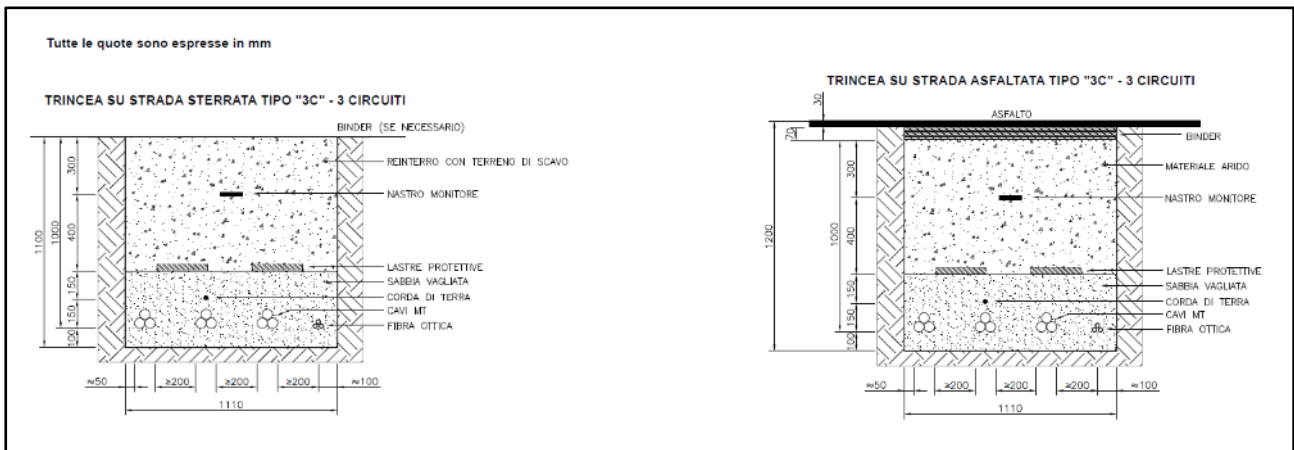 Tutte le quote sono espresse in mm
TRINCEA SU STRADA STERRATA TIPO "3C" - 3 CIRCUITI
BINDER (SE NECESSARIO)
REINTERRO CON TERRENO DI SCAVO
NASTRO MONITORE
LASTRE PROTETTIVE
SABBIA VAGLIATA
CORDA DI TERRA
CAVI MT
FIBRA OTTICA
1100
1000
300
400
150
150
100
≈50
≥200
≥200
≥200
≈100
1110
TRINCEA SU STRADA ASFALTATA TIPO "3C" - 3 CIRCUITI
30
ASFALTO
70
BINDER
MATERIALE ARIDO
NASTRO MONITORE
LASTRE PROTETTIVE
SABBIA VAGLIATA
CORDA DI TERRA
CAVI MT
FIBRA OTTICA
1200
1000
300
400
150
150
100
≈50
≥200
≥200
≥200
≈100
1110